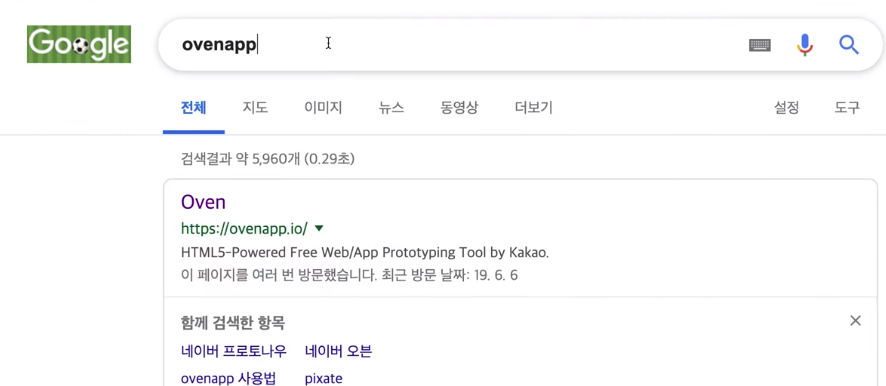 Google
ovenapp
전체 지도 이미지 뉴스 동영상 더보기 설정 도구
검색결과 약 5,960개 (0.29초)
Oven
https://ovenapp.io/
HTML5-Powered Free Web/App Prototyping Tool by Kakao.
이 페이지를 여러 번 방문했습니다. 최근 방문 날짜: 19. 6. 6
함께 검색한 항목
네이버 프로토나우 네이버 오븐
ovenapp 사용법 pixate